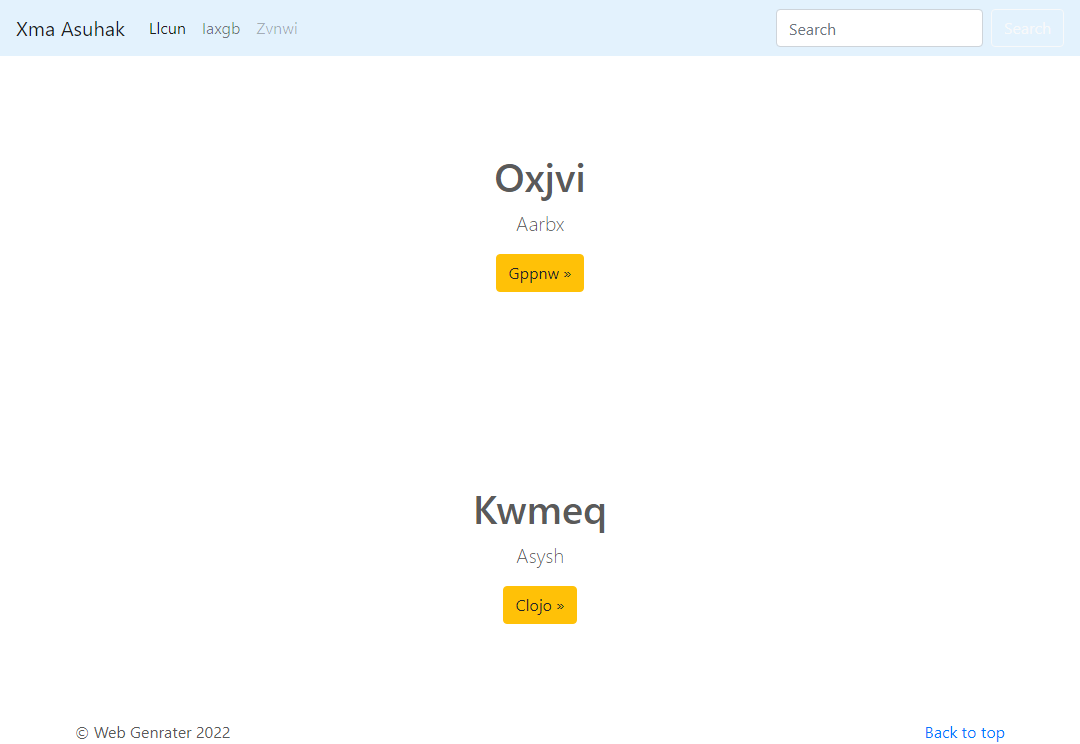 Xma Asuhak Llcun Iaxgb Zvnwi Search Search
Oxjvi
Aarbx
Gppnw »
Kwmeq
Asysh
Clojo »
© Web Genrater 2022 Back to top